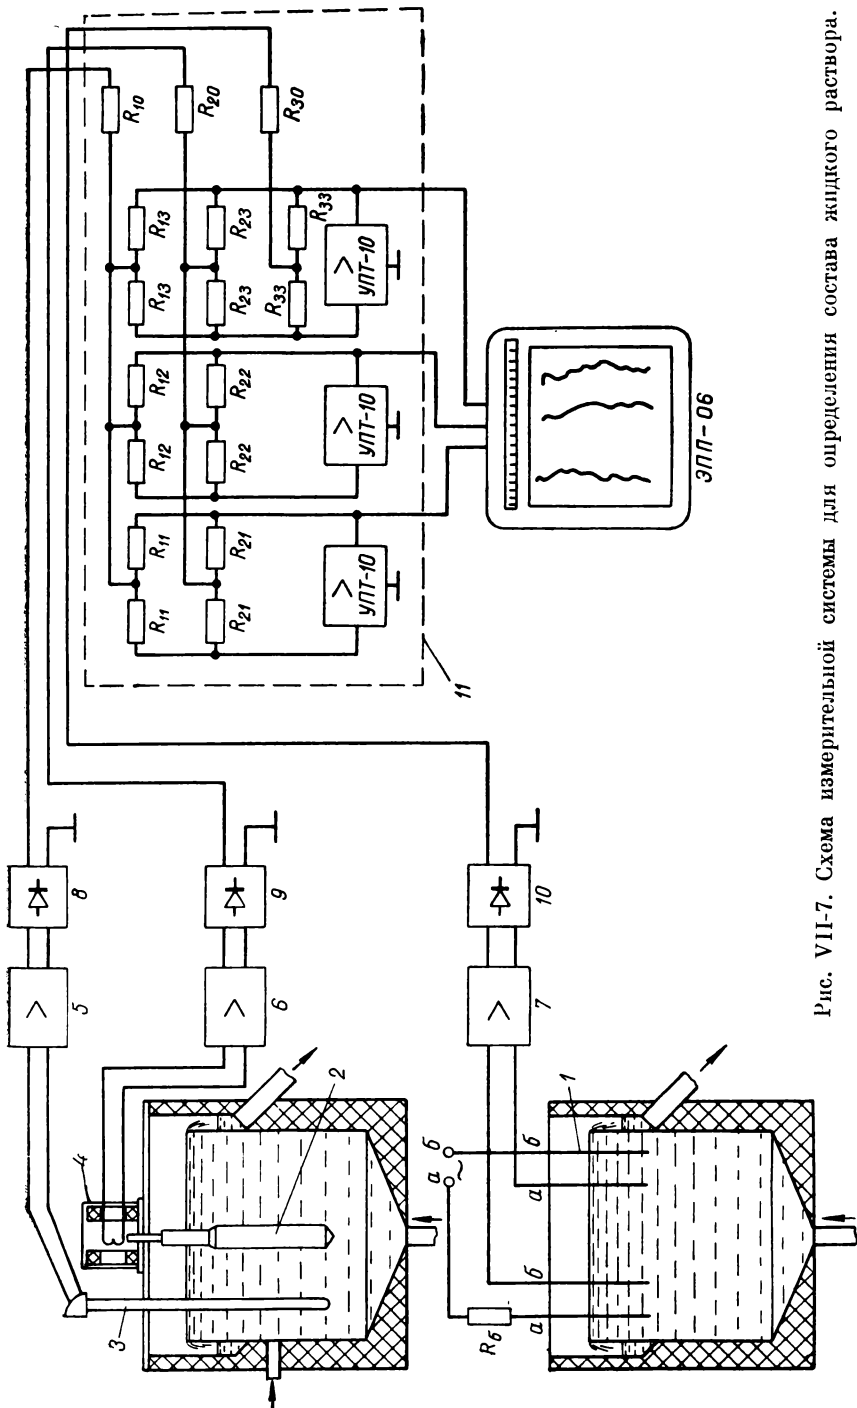 R10
R20
R30
R11
R11
R12
R12
R13
R13
R21
R21
R22
R22
R23
R23
R33
R33
> УПТ-10
> УПТ-10
> УПТ-10
11
ЭПП-06
8
9
10
>
5
>
6
>
7
4
3
2
1
а
б
~
Rб
а
б
а
б
Рис. VII-7. Схема измерительной системы для определения состава жидкого раствора.